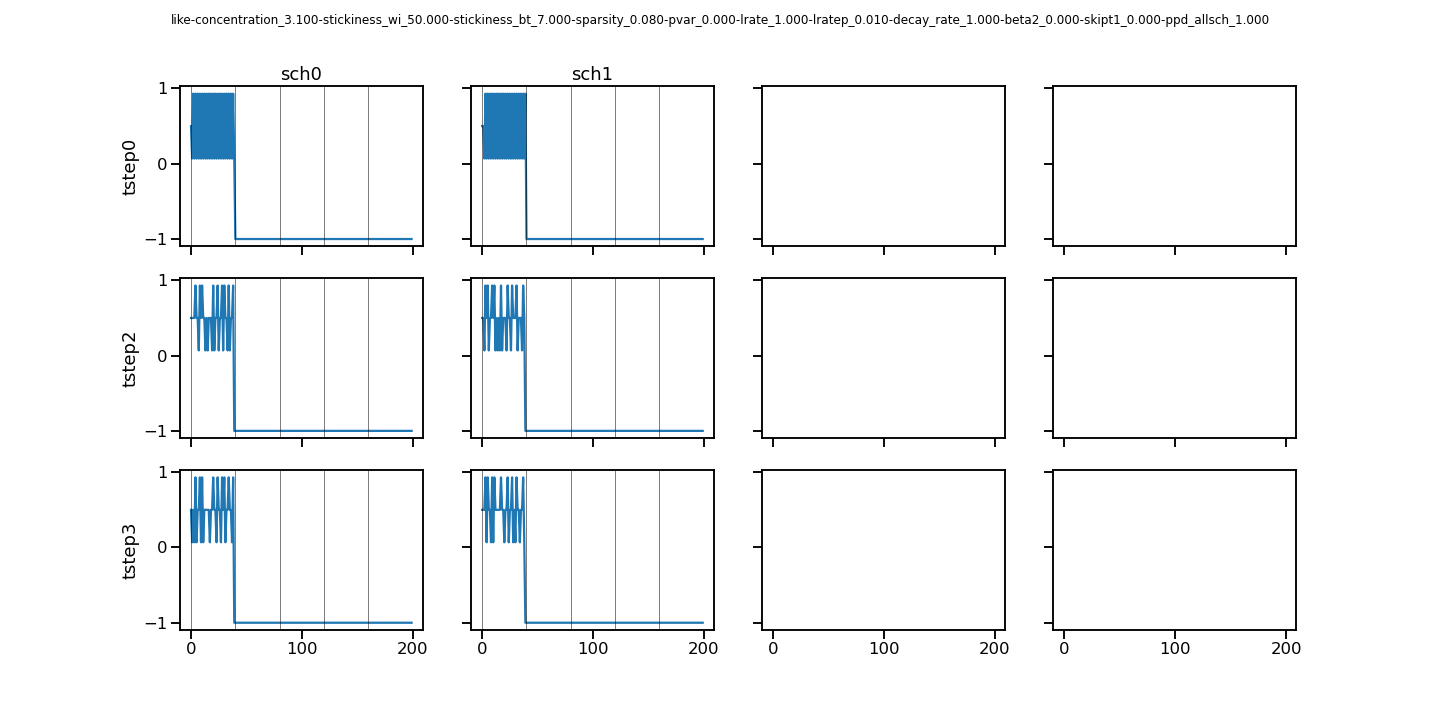 like-concentration_3.100-stickiness_wi_50.000-stickiness_bt_7.000-sparsity_0.080-pvar_0.000-lrate_1.000-lratep_0.010-decay_rate_1.000-beta2_0.000-skipt1_0.000-ppd_allsch_1.000
sch0 sch1
1
0
−1
tstep0
1
0
−1
tstep2
1
0
−1
tstep3
0 100 200 0 100 200 0 100 200 0 100 200